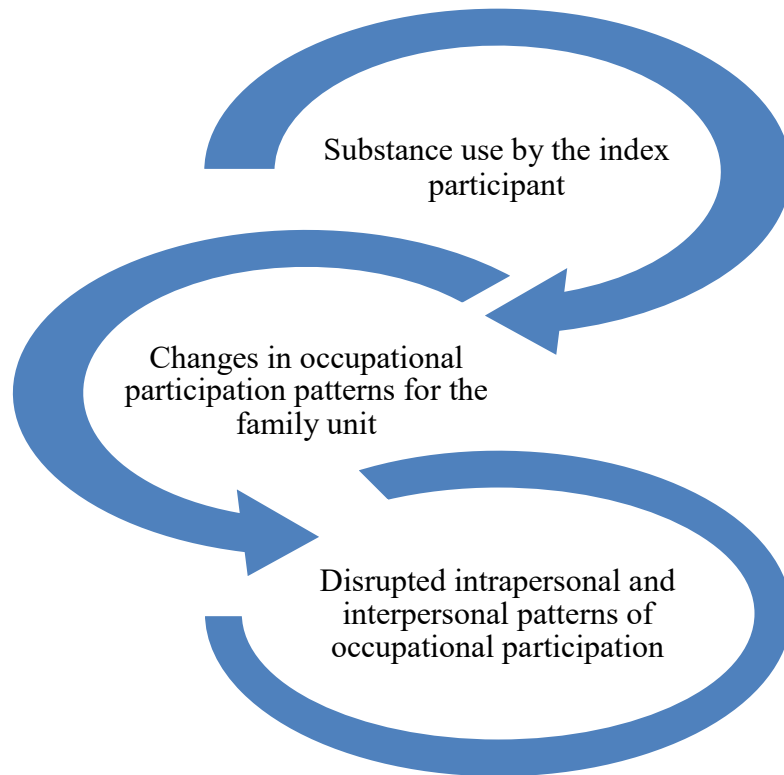 Substance use by the index
participant
Changes in occupational
participation patterns for the
family unit
Disrupted intrapersonal and
interpersonal patterns of
occupational participation